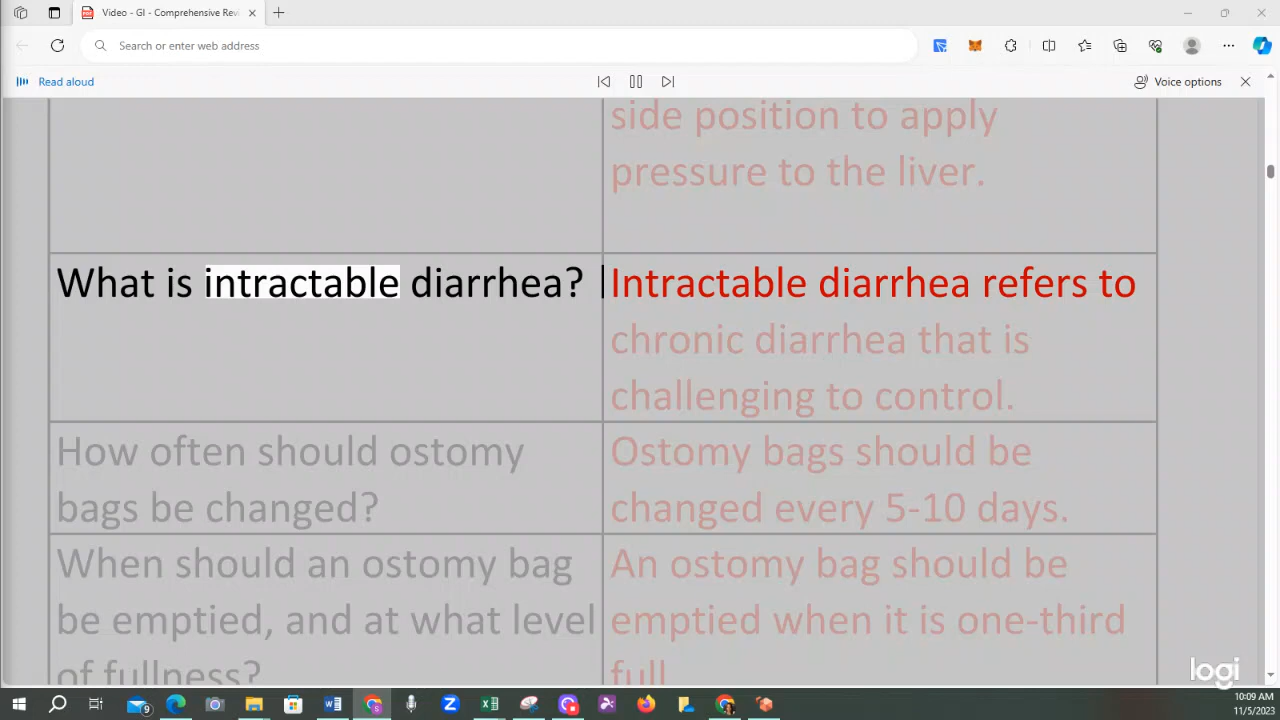 Video - GI - Comprehensive Revi
Search or enter web address
Read aloud
Voice options
side position to apply
pressure to the liver.
What is intractable diarrhea?
Intractable diarrhea refers to
chronic diarrhea that is
challenging to control.
How often should ostomy
bags be changed?
Ostomy bags should be
changed every 5-10 days.
When should an ostomy bag
be emptied, and at what level
of fullness?
An ostomy bag should be
emptied when it is one-third
full
logi
10:09 AM
11/5/2023